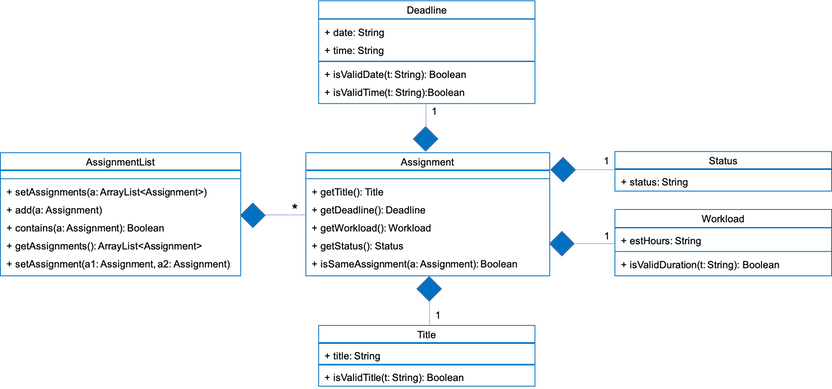 Deadline
+ date: String
+ time: String
+ isValidDate(t: String): Boolean
+ isValidTime(t: String):Boolean
1
AssignmentList
+ setAssignments(a: ArrayList<Assignment>)
+ add(a: Assignment)
+ contains(a: Assignment): Boolean
+ getAssignments(): ArrayList<Assignment>
+ setAssignment(a1: Assignment, a2: Assignment)
*
Assignment
+ getTitle(): Title
+ getDeadline(): Deadline
+ getWorkload(): Workload
+ getStatus(): Status
+ isSameAssignment(a: Assignment): Boolean
1
Status
+ status: String
1
Workload
+ estHours: String
+ isValidDuration(t: String): Boolean
1
Title
+ title: String
+ isValidTitle(t: String): Boolean